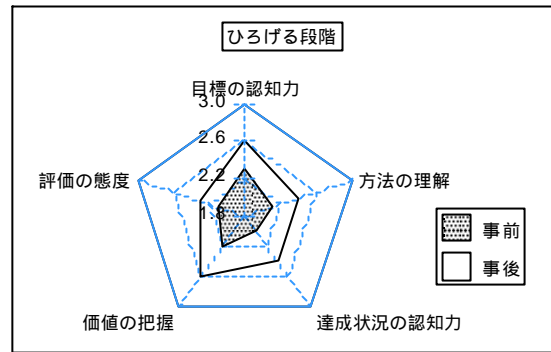 ひろげる段階
目標の認知力
3.0
2.6
2.2
1.8
評価の態度
方法の理解
価値の把握
達成状況の認知力
事前
事後